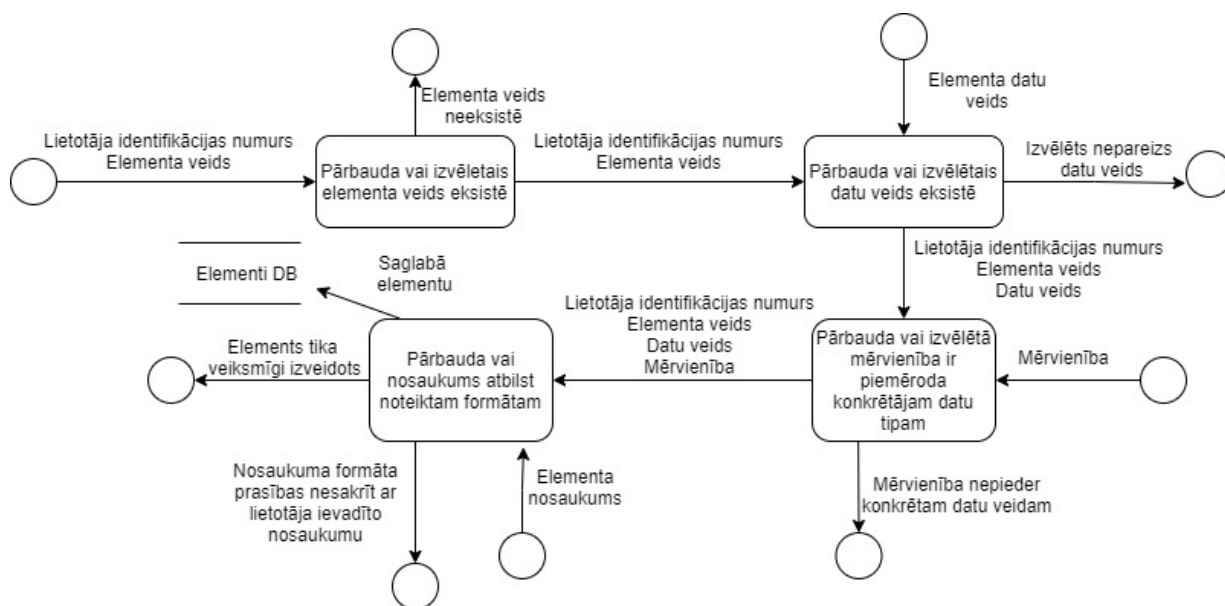 Elementa veids
neeksistē
Elementa datu
veids
Lietotāja identifikācijas numurs
Elementa veids
Pārbauda vai izvēletais
elementa veids eksistē
Lietotāja identifikācijas numurs
Elementa veids
Pārbauda vai izvēlētais
datu veids eksistē
Izvēlēts nepareizs
datu veids
Elementi DB
Saglabā
elementu
Lietotāja identifikācijas numurs
Elementa veids
Datu veids
Lietotāja identifikācijas numurs
Elementa veids
Datu veids
Mērvienība
Elements tika
veiksmīgi izveidots
Pārbauda vai
nosaukums atbilst
noteiktam formātam
Pārbauda vai izvēlētā
mērvienība ir
piemēroda
konkrētājam datu
tipam
Mērvienība
Nosaukuma formāta
prasības nesakrīt ar
lietotāja ievadīto
nosaukumu
Elementa
nosaukums
Mērvienība nepieder
konkrētam datu veidam